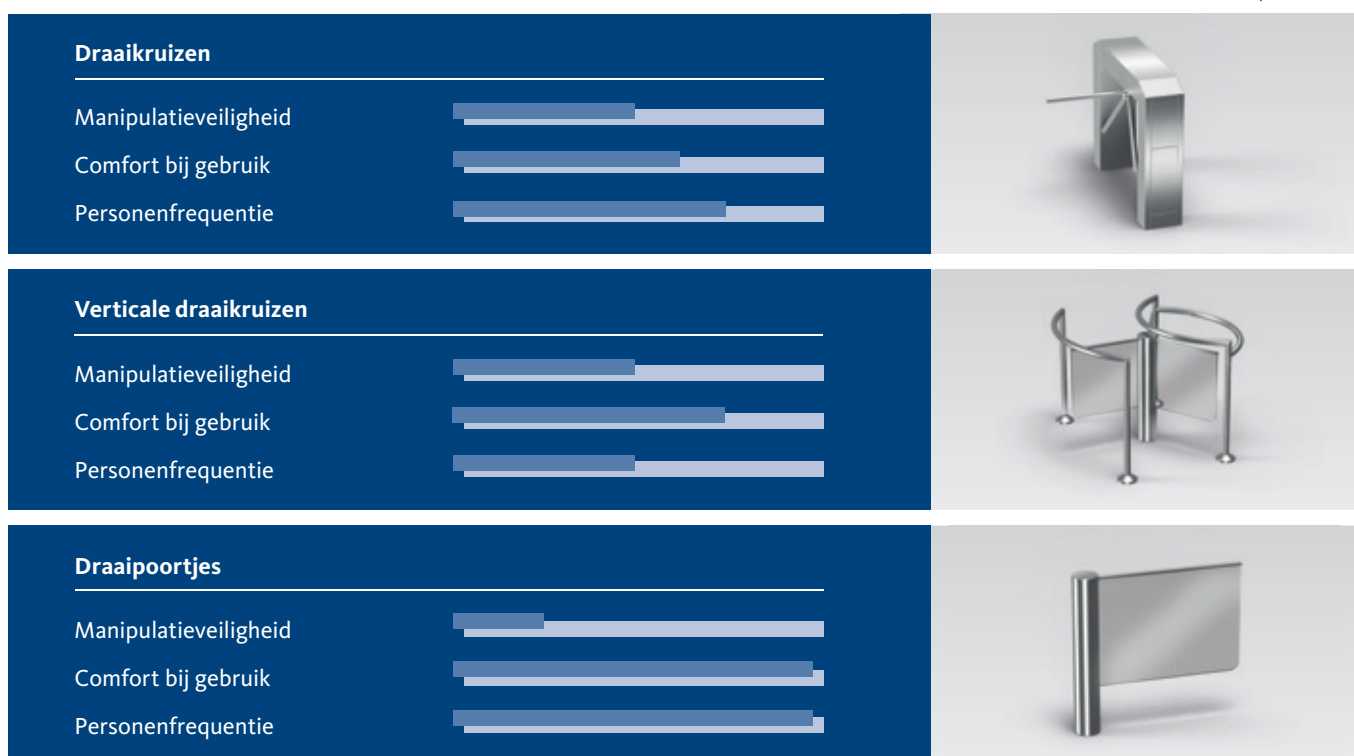 Draaikruizen
Manipulatieveiligheid
Comfort bij gebruik
Personenfrequentie
Verticale draaikruizen
Manipulatieveiligheid
Comfort bij gebruik
Personenfrequentie
Draaipoortjes
Manipulatieveiligheid
Comfort bij gebruik
Personenfrequentie